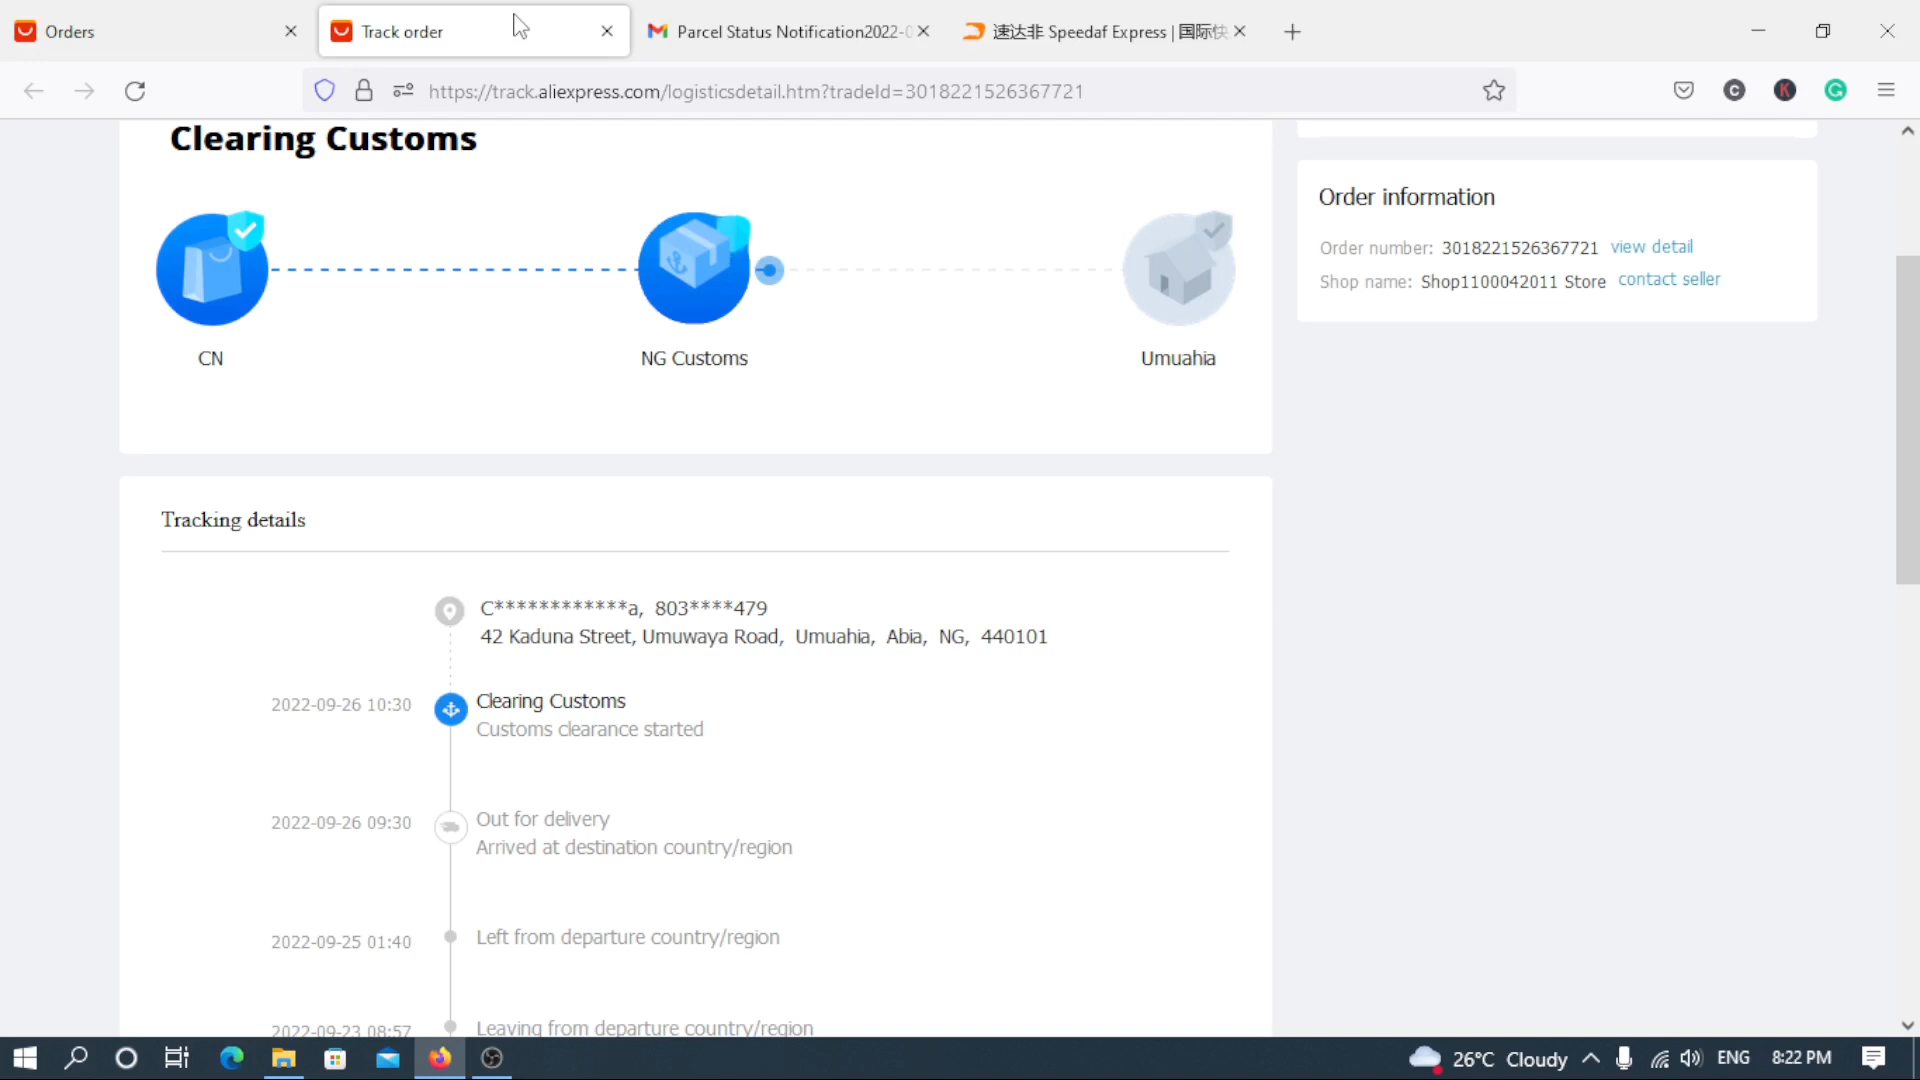 Orders
Track order
Parcel Status Notification2022-0
速达非 Speedaf Express | 国际快
https://track.aliexpress.com/logisticsdetail.htm?tradeId=3018221526367721
Clearing Customs
CN
NG Customs
Umuahia
Order information
Order number: 3018221526367721 view detail
Shop name: Shop1100042011 Store contact seller
Tracking details
C************a, 803****479
42 Kaduna Street, Umuwaya Road, Umuahia, Abia, NG, 440101
2022-09-26 10:30 Clearing Customs
Customs clearance started
2022-09-26 09:30 Out for delivery
Arrived at destination country/region
2022-09-25 01:40 Left from departure country/region
2022-09-23 08:57 Leaving from departure country/region
26°C Cloudy ENG 8:22 PM